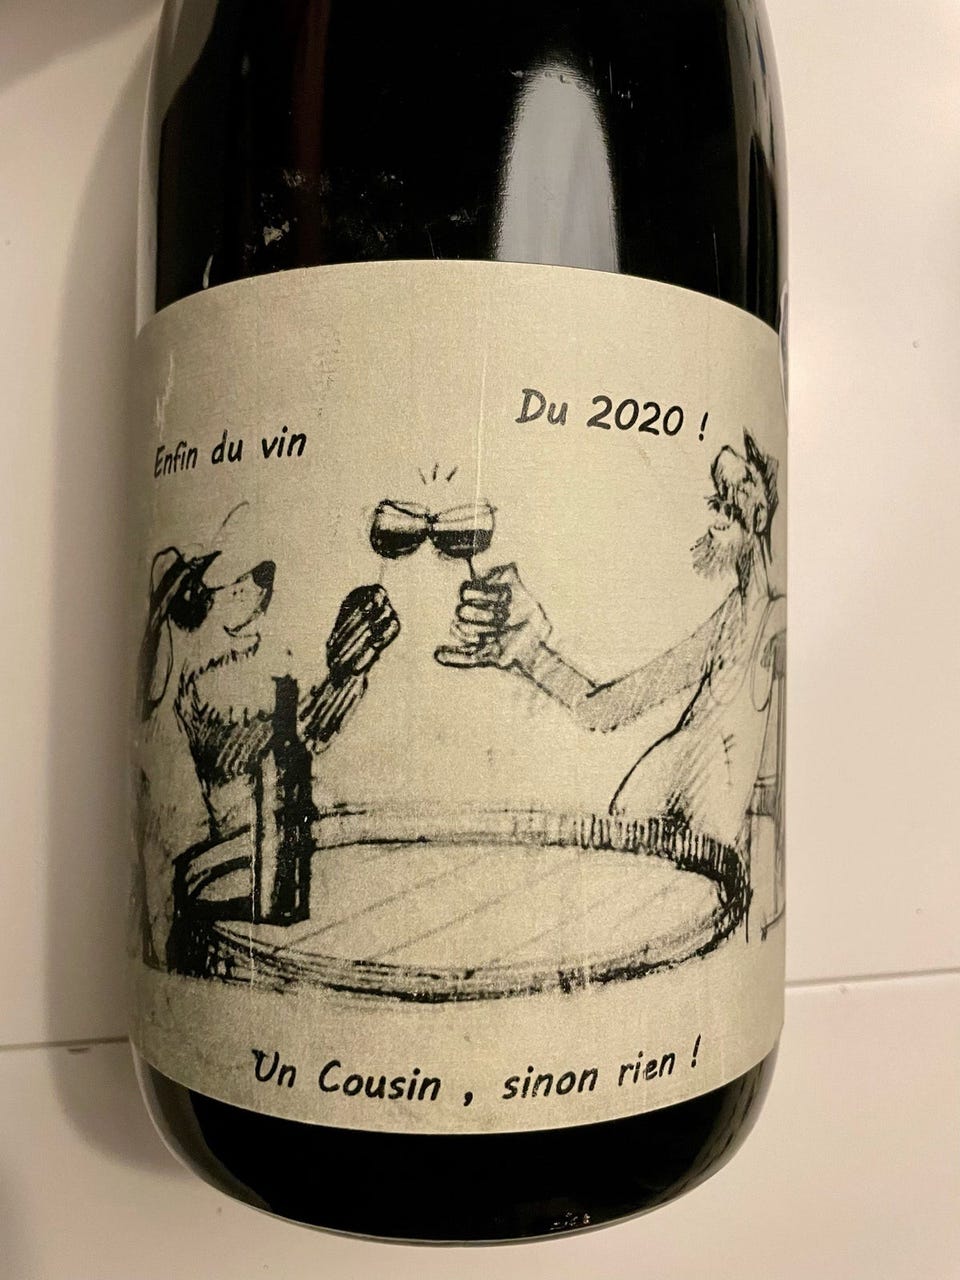 Enfin du vin
Du 2020 !
Un Cousin , sinon rien !